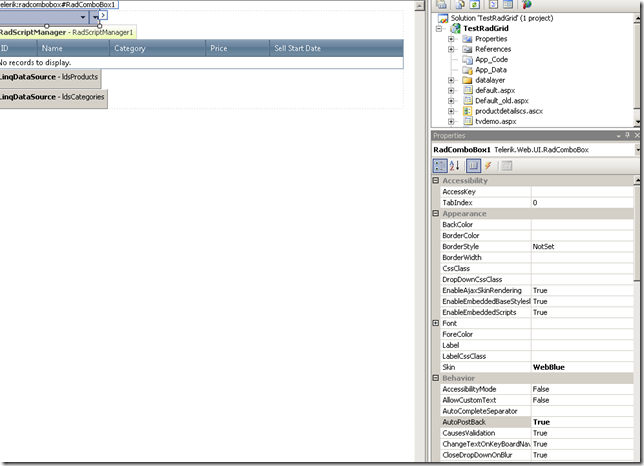 telerik:radcombobox#RadComboBox1
RadScriptManager - RadScriptManager1
ID Name Category Price Sell Start Date
No records to display.
LinqDataSource - ldsProducts
LinqDataSource - ldsCategories
Solution 'TestRadGrid' (1 project)
TestRadGrid
Properties
References
App_Code
App_Data
datalayer
default.aspx
Default_old.aspx
productdetailscs.ascx
tvdemo.aspx
Properties
RadComboBox1 Telerik.Web.UI.RadComboBox
Accessibility
AccessKey
TabIndex 0
Appearance
BackColor
BorderColor
BorderStyle NotSet
BorderWidth
CssClass
DropDownCssClass
EnableAjaxSkinRendering True
EnableEmbeddedBaseStylesl True
EnableEmbeddedScripts True
Font
ForeColor
Label
LabelCssClass
Skin WebBlue
Behavior
AccessibilityMode False
AllowCustomText False
AutoCompleteSeparator
AutoPostBack True
CausesValidation True
ChangeTextOnKeyBoardNav True
CloseDropDownOnBlur True